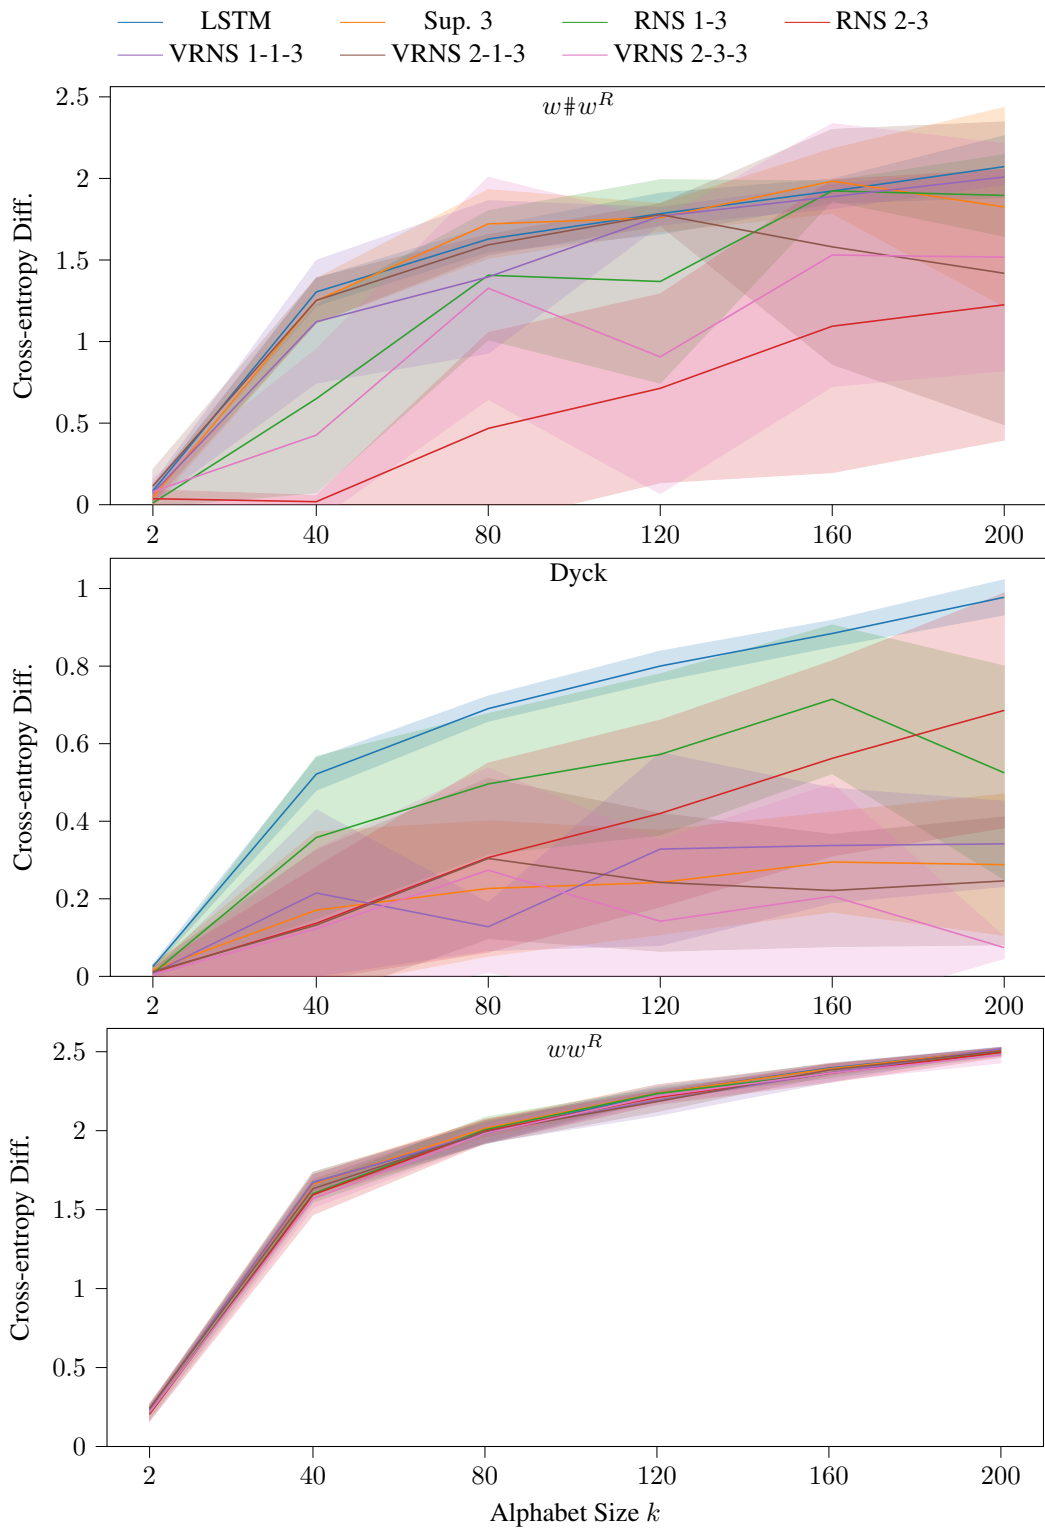 LSTM Sup. 3 RNS 1-3 RNS 2-3
VRNS 1-1-3 VRNS 2-1-3 VRNS 2-3-3
w#w^R
Cross-entropy Diff.
2.5
2
1.5
1
0.5
0
2 40 80 120 160 200
Dyck
Cross-entropy Diff.
1
0.8
0.6
0.4
0.2
0
2 40 80 120 160 200
ww^R
Cross-entropy Diff.
2.5
2
1.5
1
0.5
0
2 40 80 120 160 200
Alphabet Size k